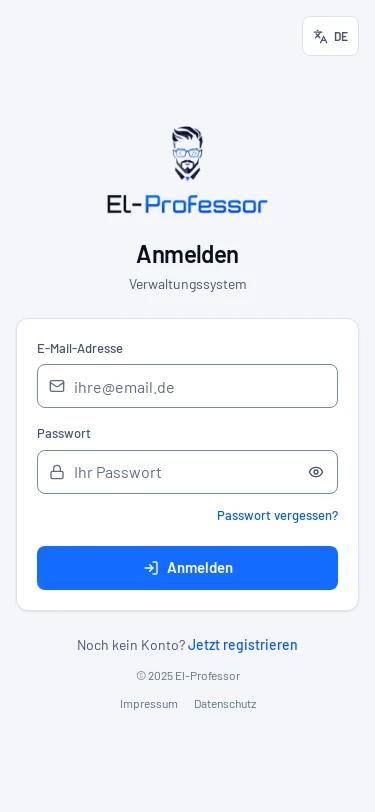 DE
El-Professor
Anmelden
Verwaltungssystem
E-Mail-Adresse
ihre@email.de
Passwort
Ihr Passwort
Passwort vergessen?
Anmelden
Noch kein Konto? Jetzt registrieren
© 2025 El-Professor
Impressum Datenschutz